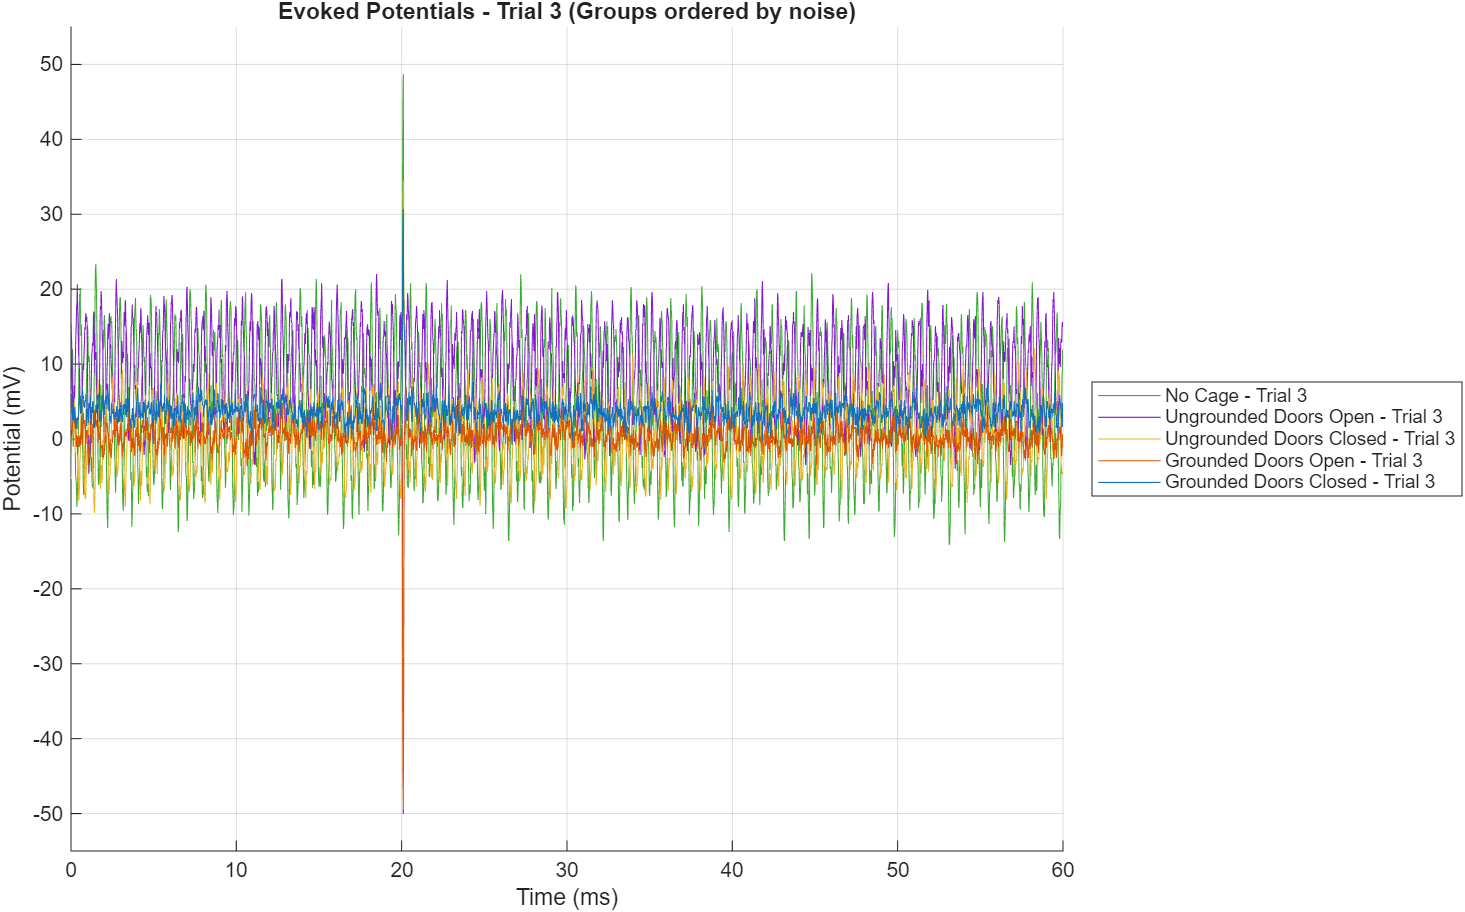 Evoked Potentials - Trial 3 (Groups ordered by noise)
50
40
30
20
10
0
-10
-20
-30
-40
-50
Potential (mV)
0 10 20 30 40 50 60
Time (ms)
No Cage - Trial 3
Ungrounded Doors Open - Trial 3
Ungrounded Doors Closed - Trial 3
Grounded Doors Open - Trial 3
Grounded Doors Closed - Trial 3